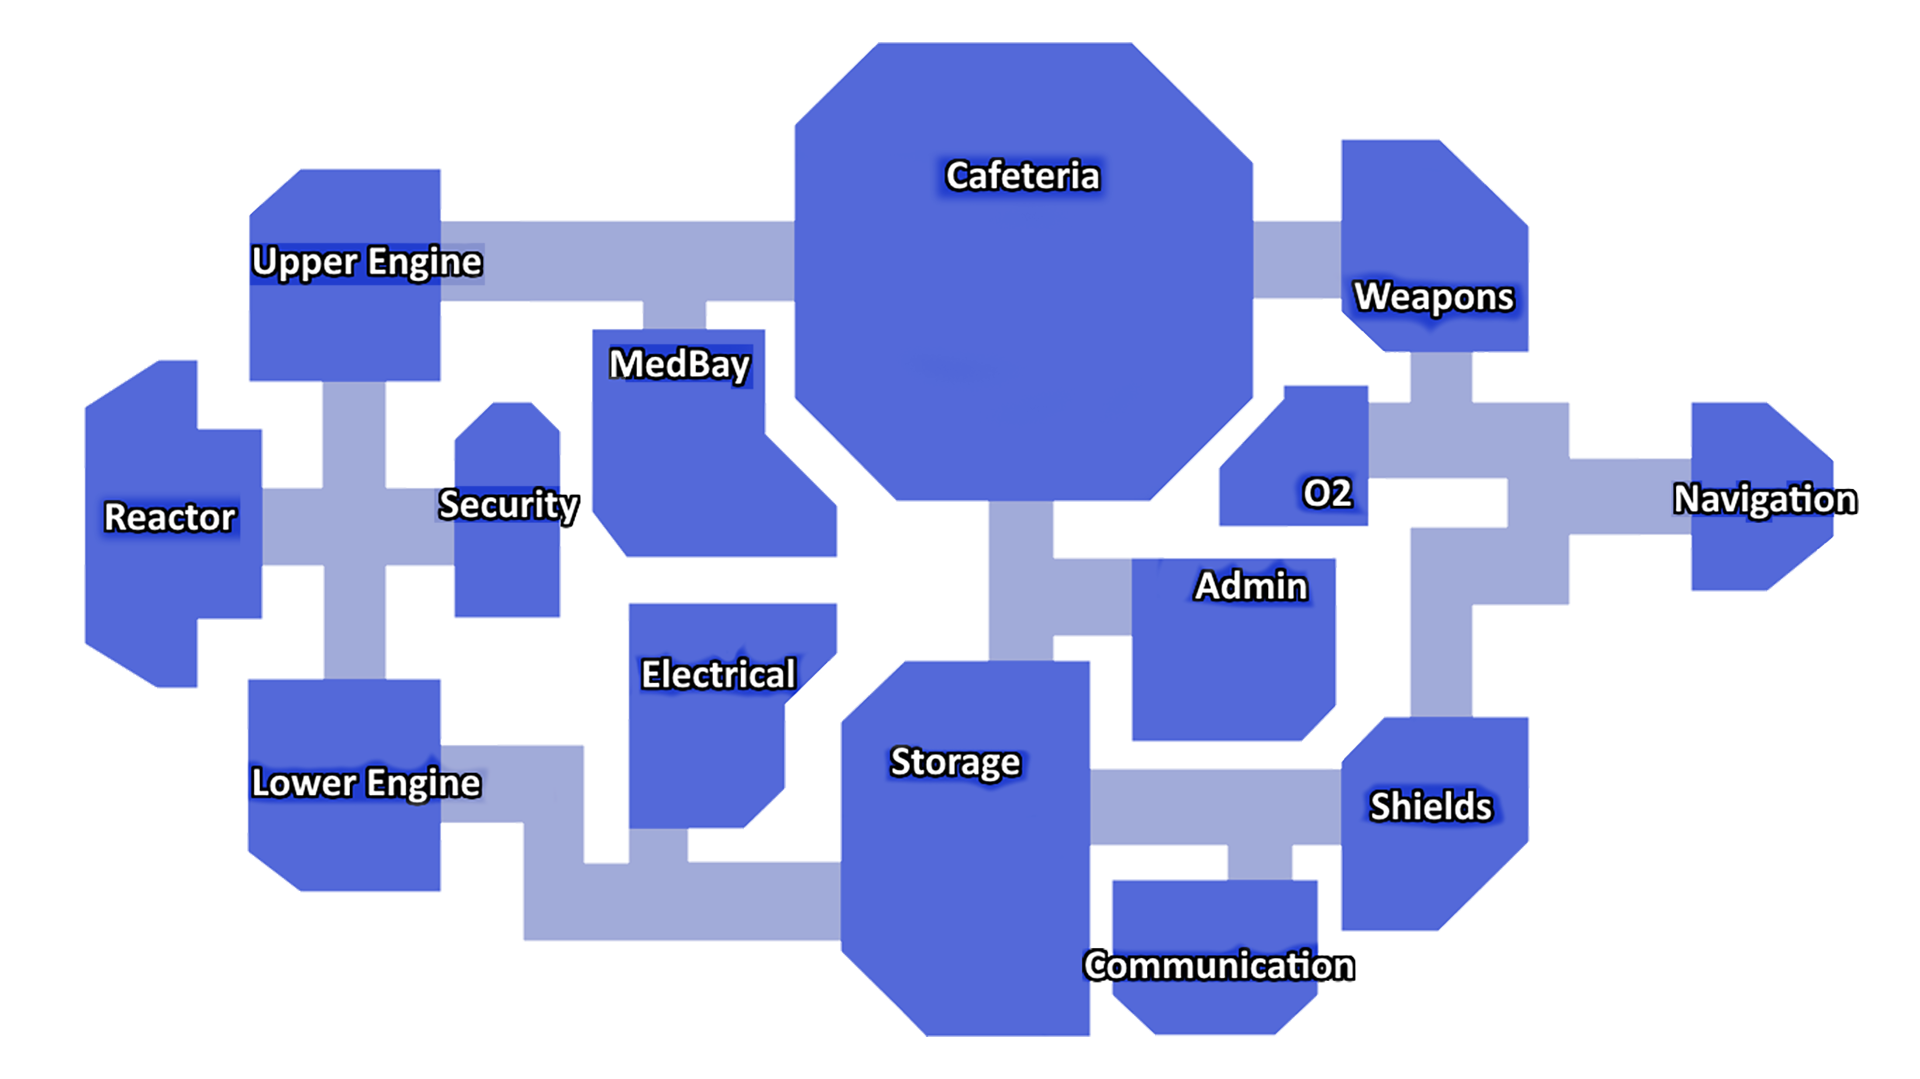 Cafeteria
Upper Engine
Weapons
MedBay
Reactor
Security
O2
Navigation
Admin
Electrical
Storage
Lower Engine
Shields
Communication